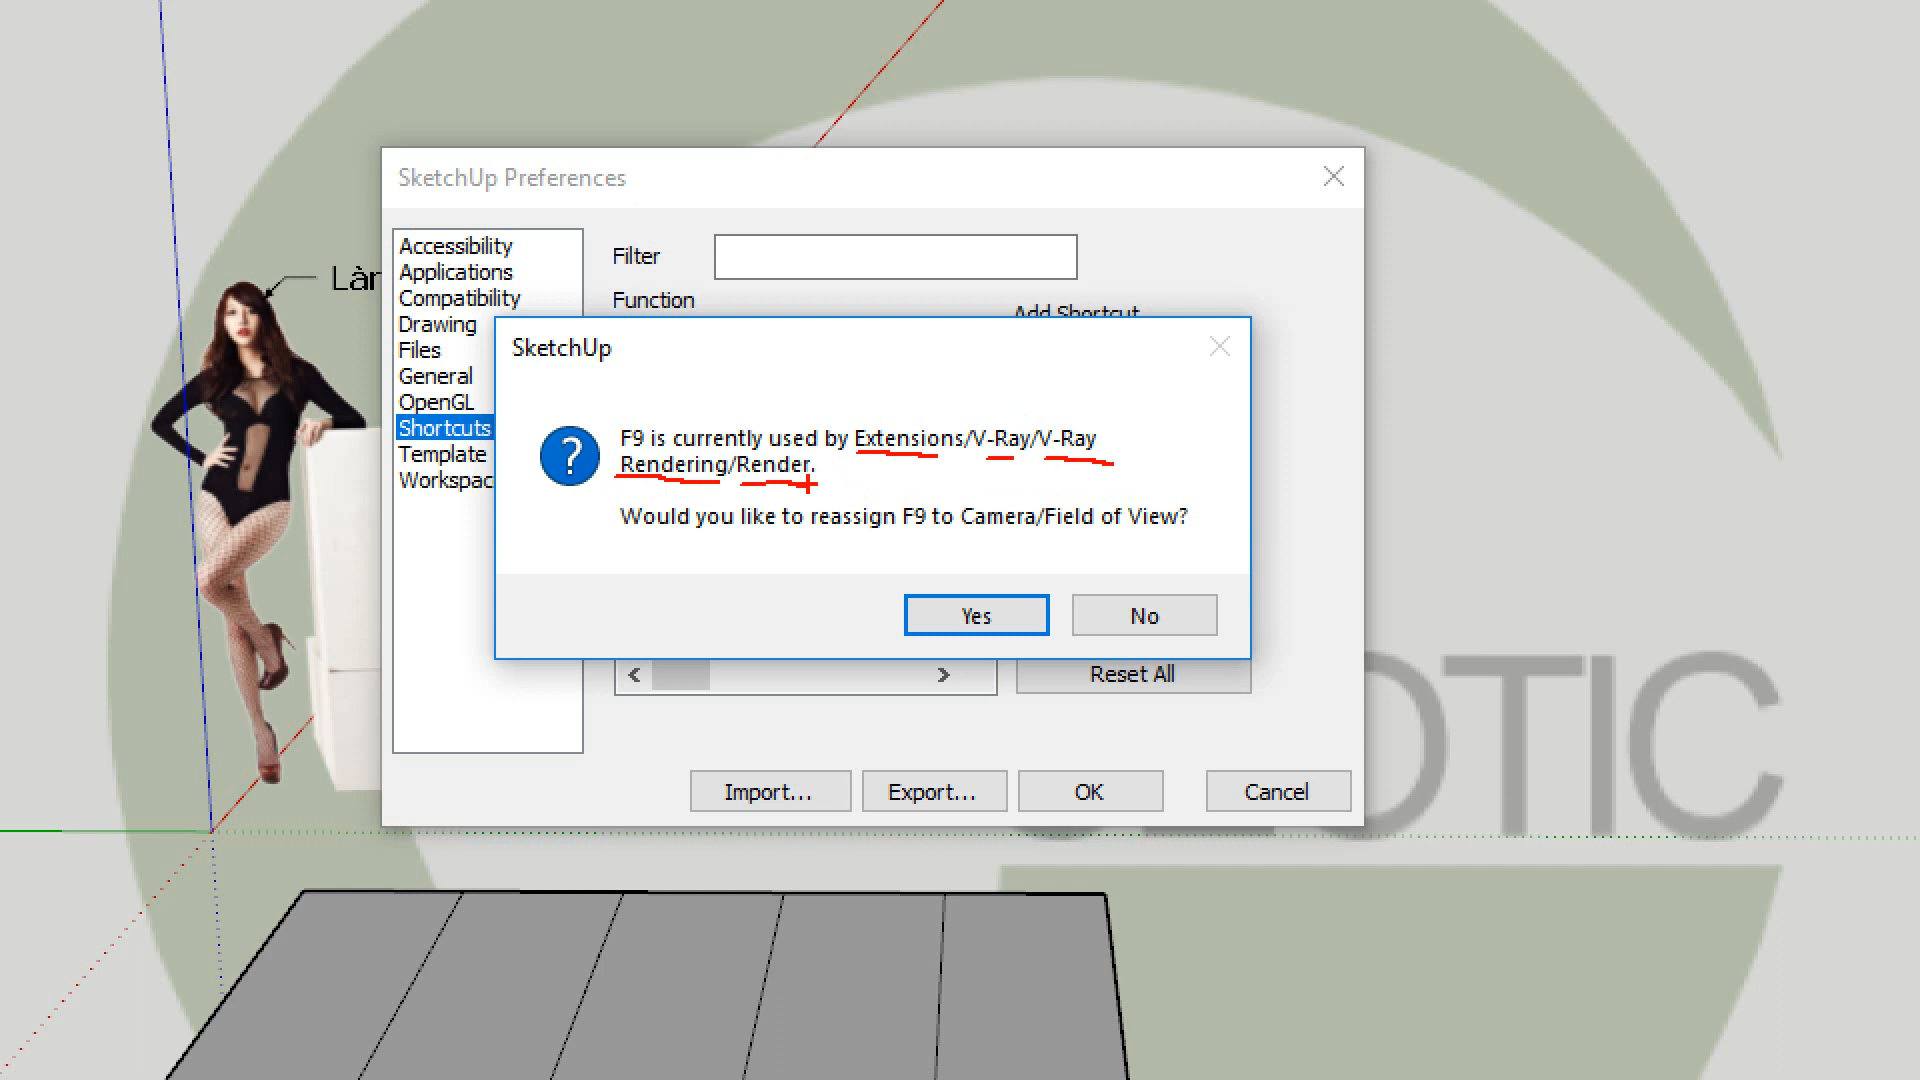 SketchUp Preferences
Accessibility
Applications
Compatibility
Drawing
Files
General
OpenGL
Shortcuts
Template
Filter
Function
Add Shortcut
SketchUp
F9 is currently used by Extensions/V-Ray/V-Ray
Rendering/Render.
Would you like to reassign F9 to Camera/Field of View?
Yes
No
Reset All
Import...
Export...
OK
Cancel